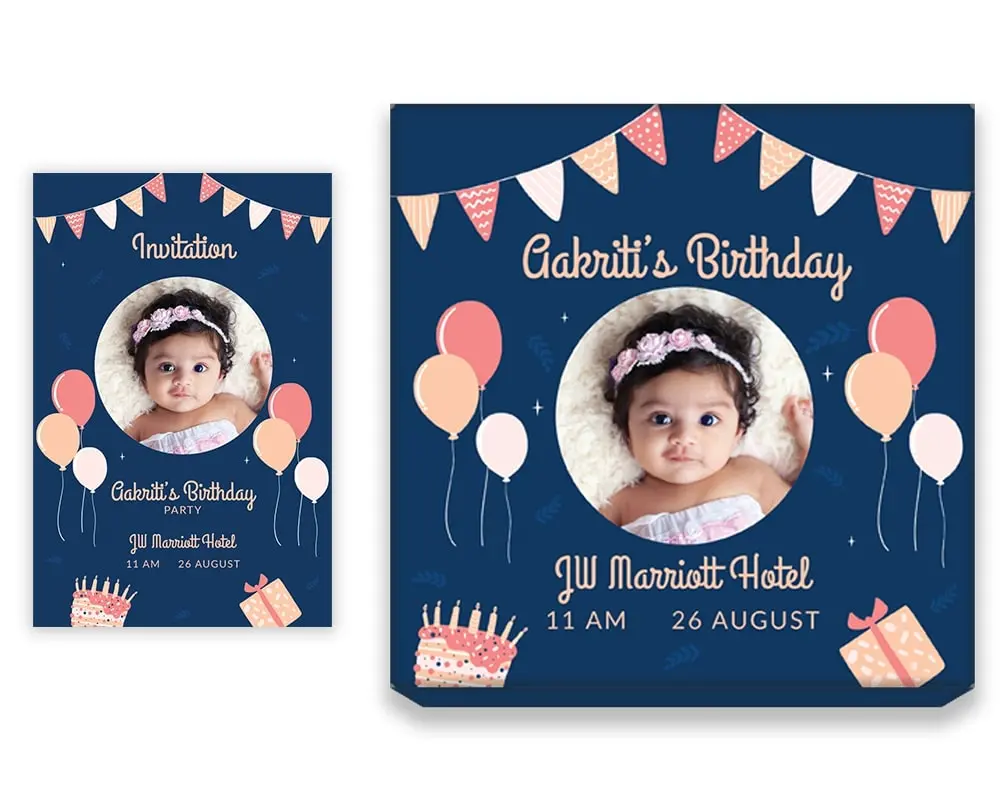 Invitation
Aakriti's Birthday
PARTY
JW Marriott Hotel
11 AM 26 AUGUST
Aakriti's Birthday
JW Marriott Hotel
11 AM 26 AUGUST